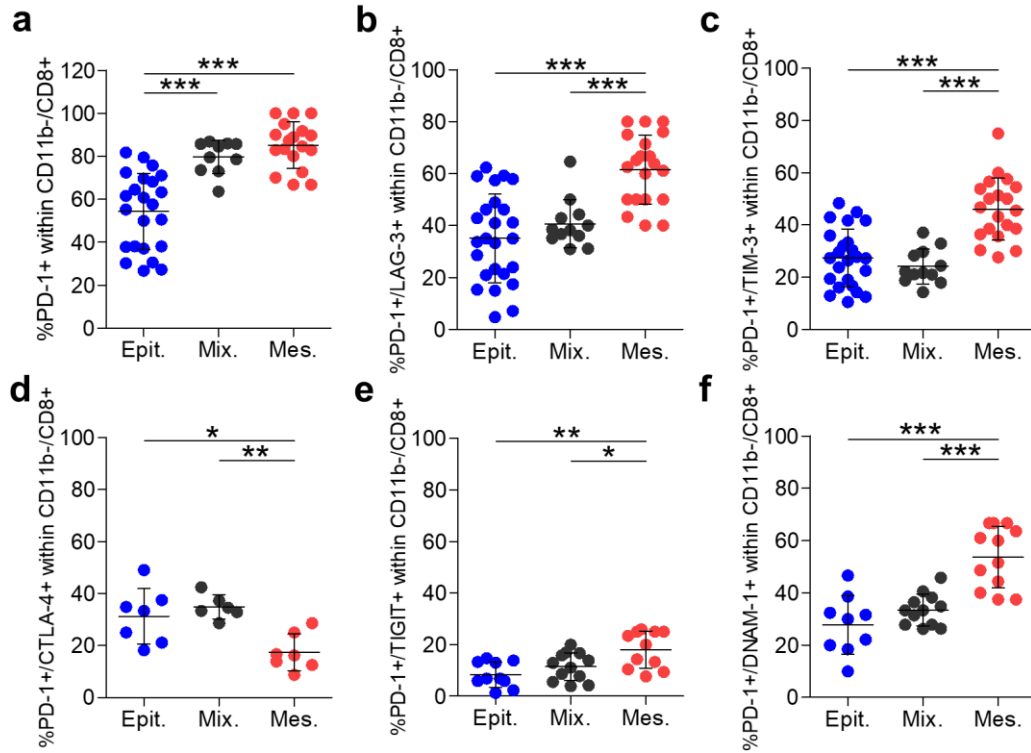 a
%PD-1+ within CD11b-/CD8+
120
100
80
60
40
20
0
***
***
Epit. Mix. Mes.
b
%PD-1+/LAG-3+ within CD11b-/CD8+
100
80
60
40
20
0
***
***
Epit. Mix. Mes.
c
%PD-1+/TIM-3+ within CD11b-/CD8+
100
80
60
40
20
0
***
***
Epit. Mix. Mes.
d
%PD-1+/CTLA-4+ within CD11b-/CD8+
100
80
60
40
20
0
*
**
Epit. Mix. Mes.
e
%PD-1+/TIGIT+ within CD11b-/CD8+
100
80
60
40
20
0
**
*
Epit. Mix. Mes.
f
%PD-1+/DNAM-1+ within CD11b-/CD8+
100
80
60
40
20
0
***
***
Epit. Mix. Mes.